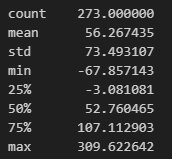 count    273.000000
mean      56.267435
std       73.493107
min      -67.857143
25%       -3.081081
50%       52.760465
75%      107.112903
max      309.622642